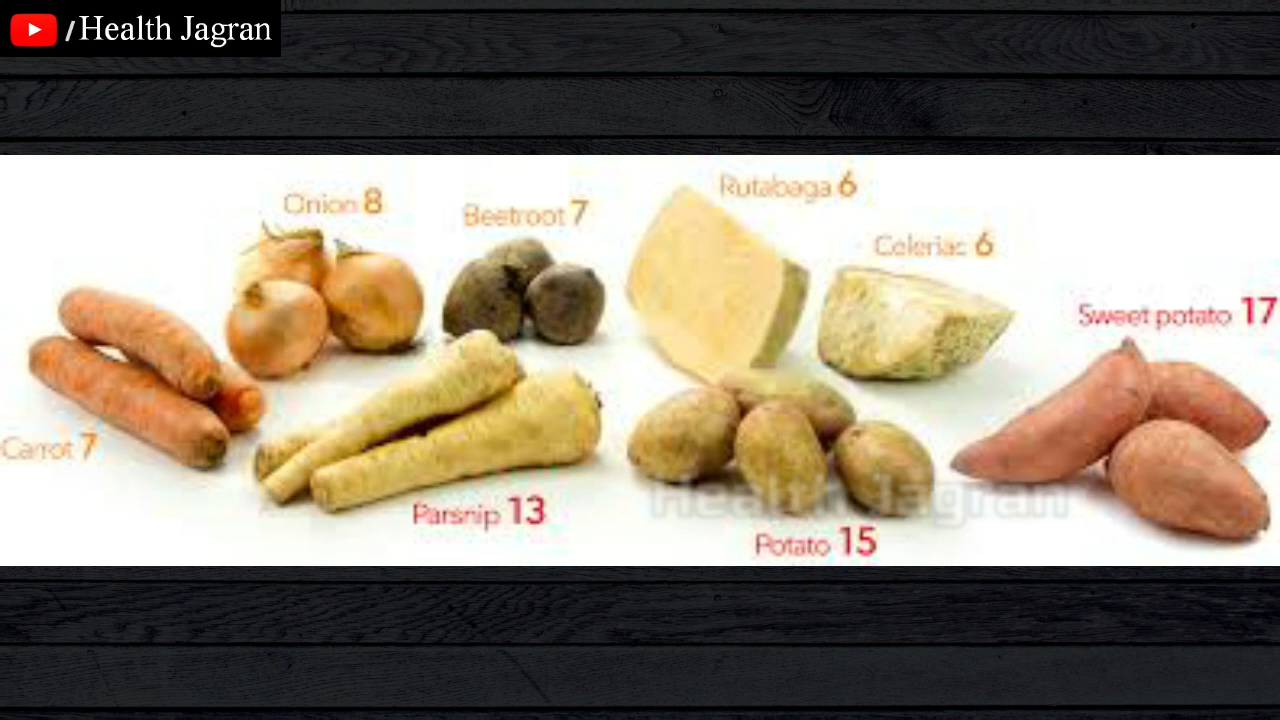 /Health Jagran
Onion 8
Beetroot 7
Rutabaga 6
Celeriac 6
Sweet potato 17
Carrot 7
Parsnip 13
Potato 15
Health Jagran